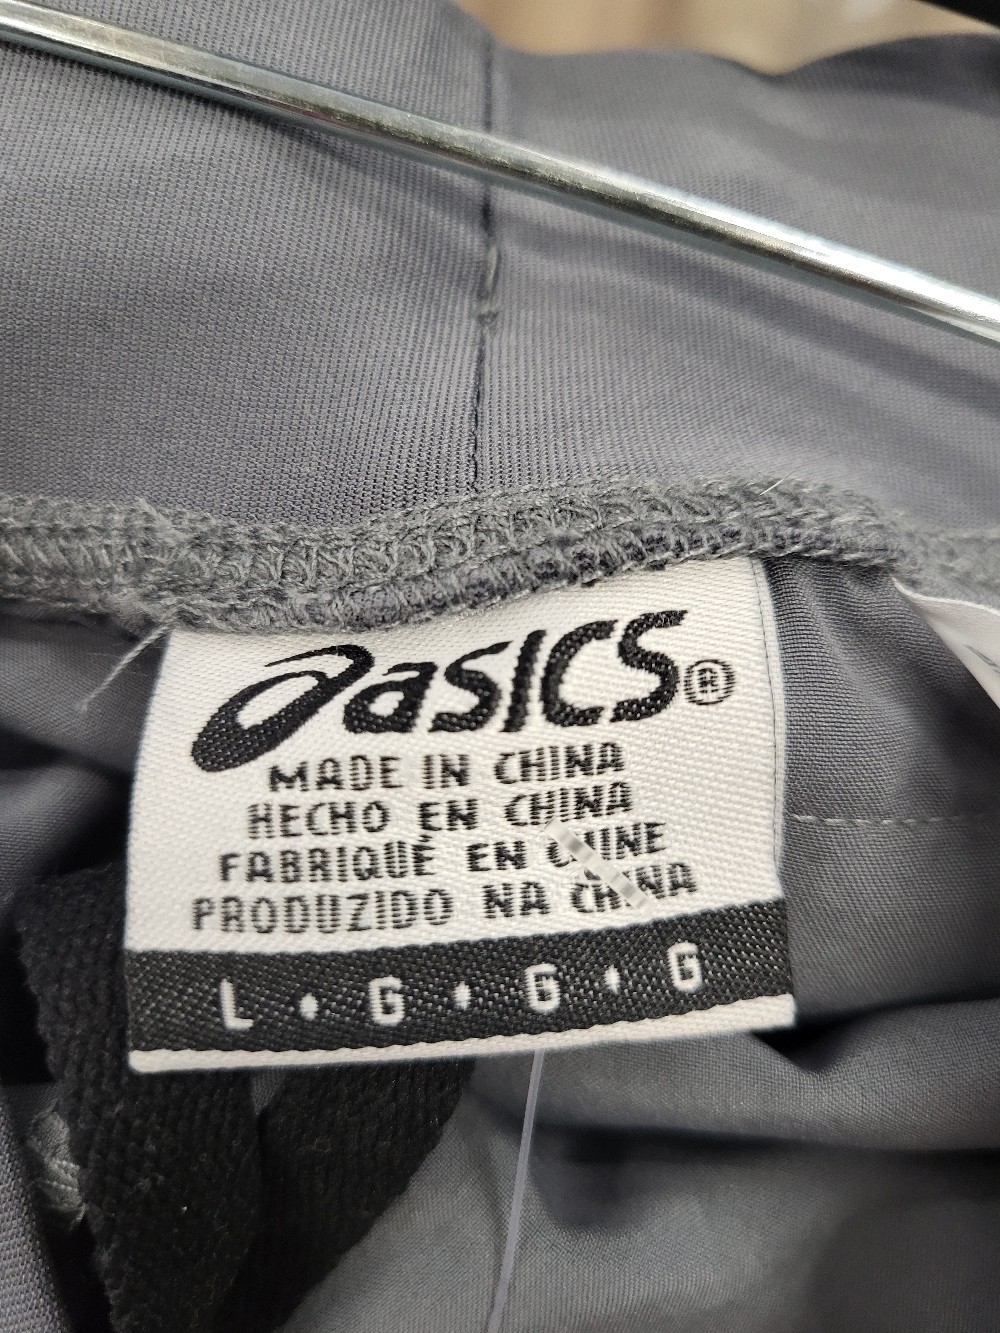 asics®
MADE IN CHINA
HECHO EN CHINA
FABRIQUÉ EN CHINE
PRODUZIDO NA CHINA
L • G • G • G